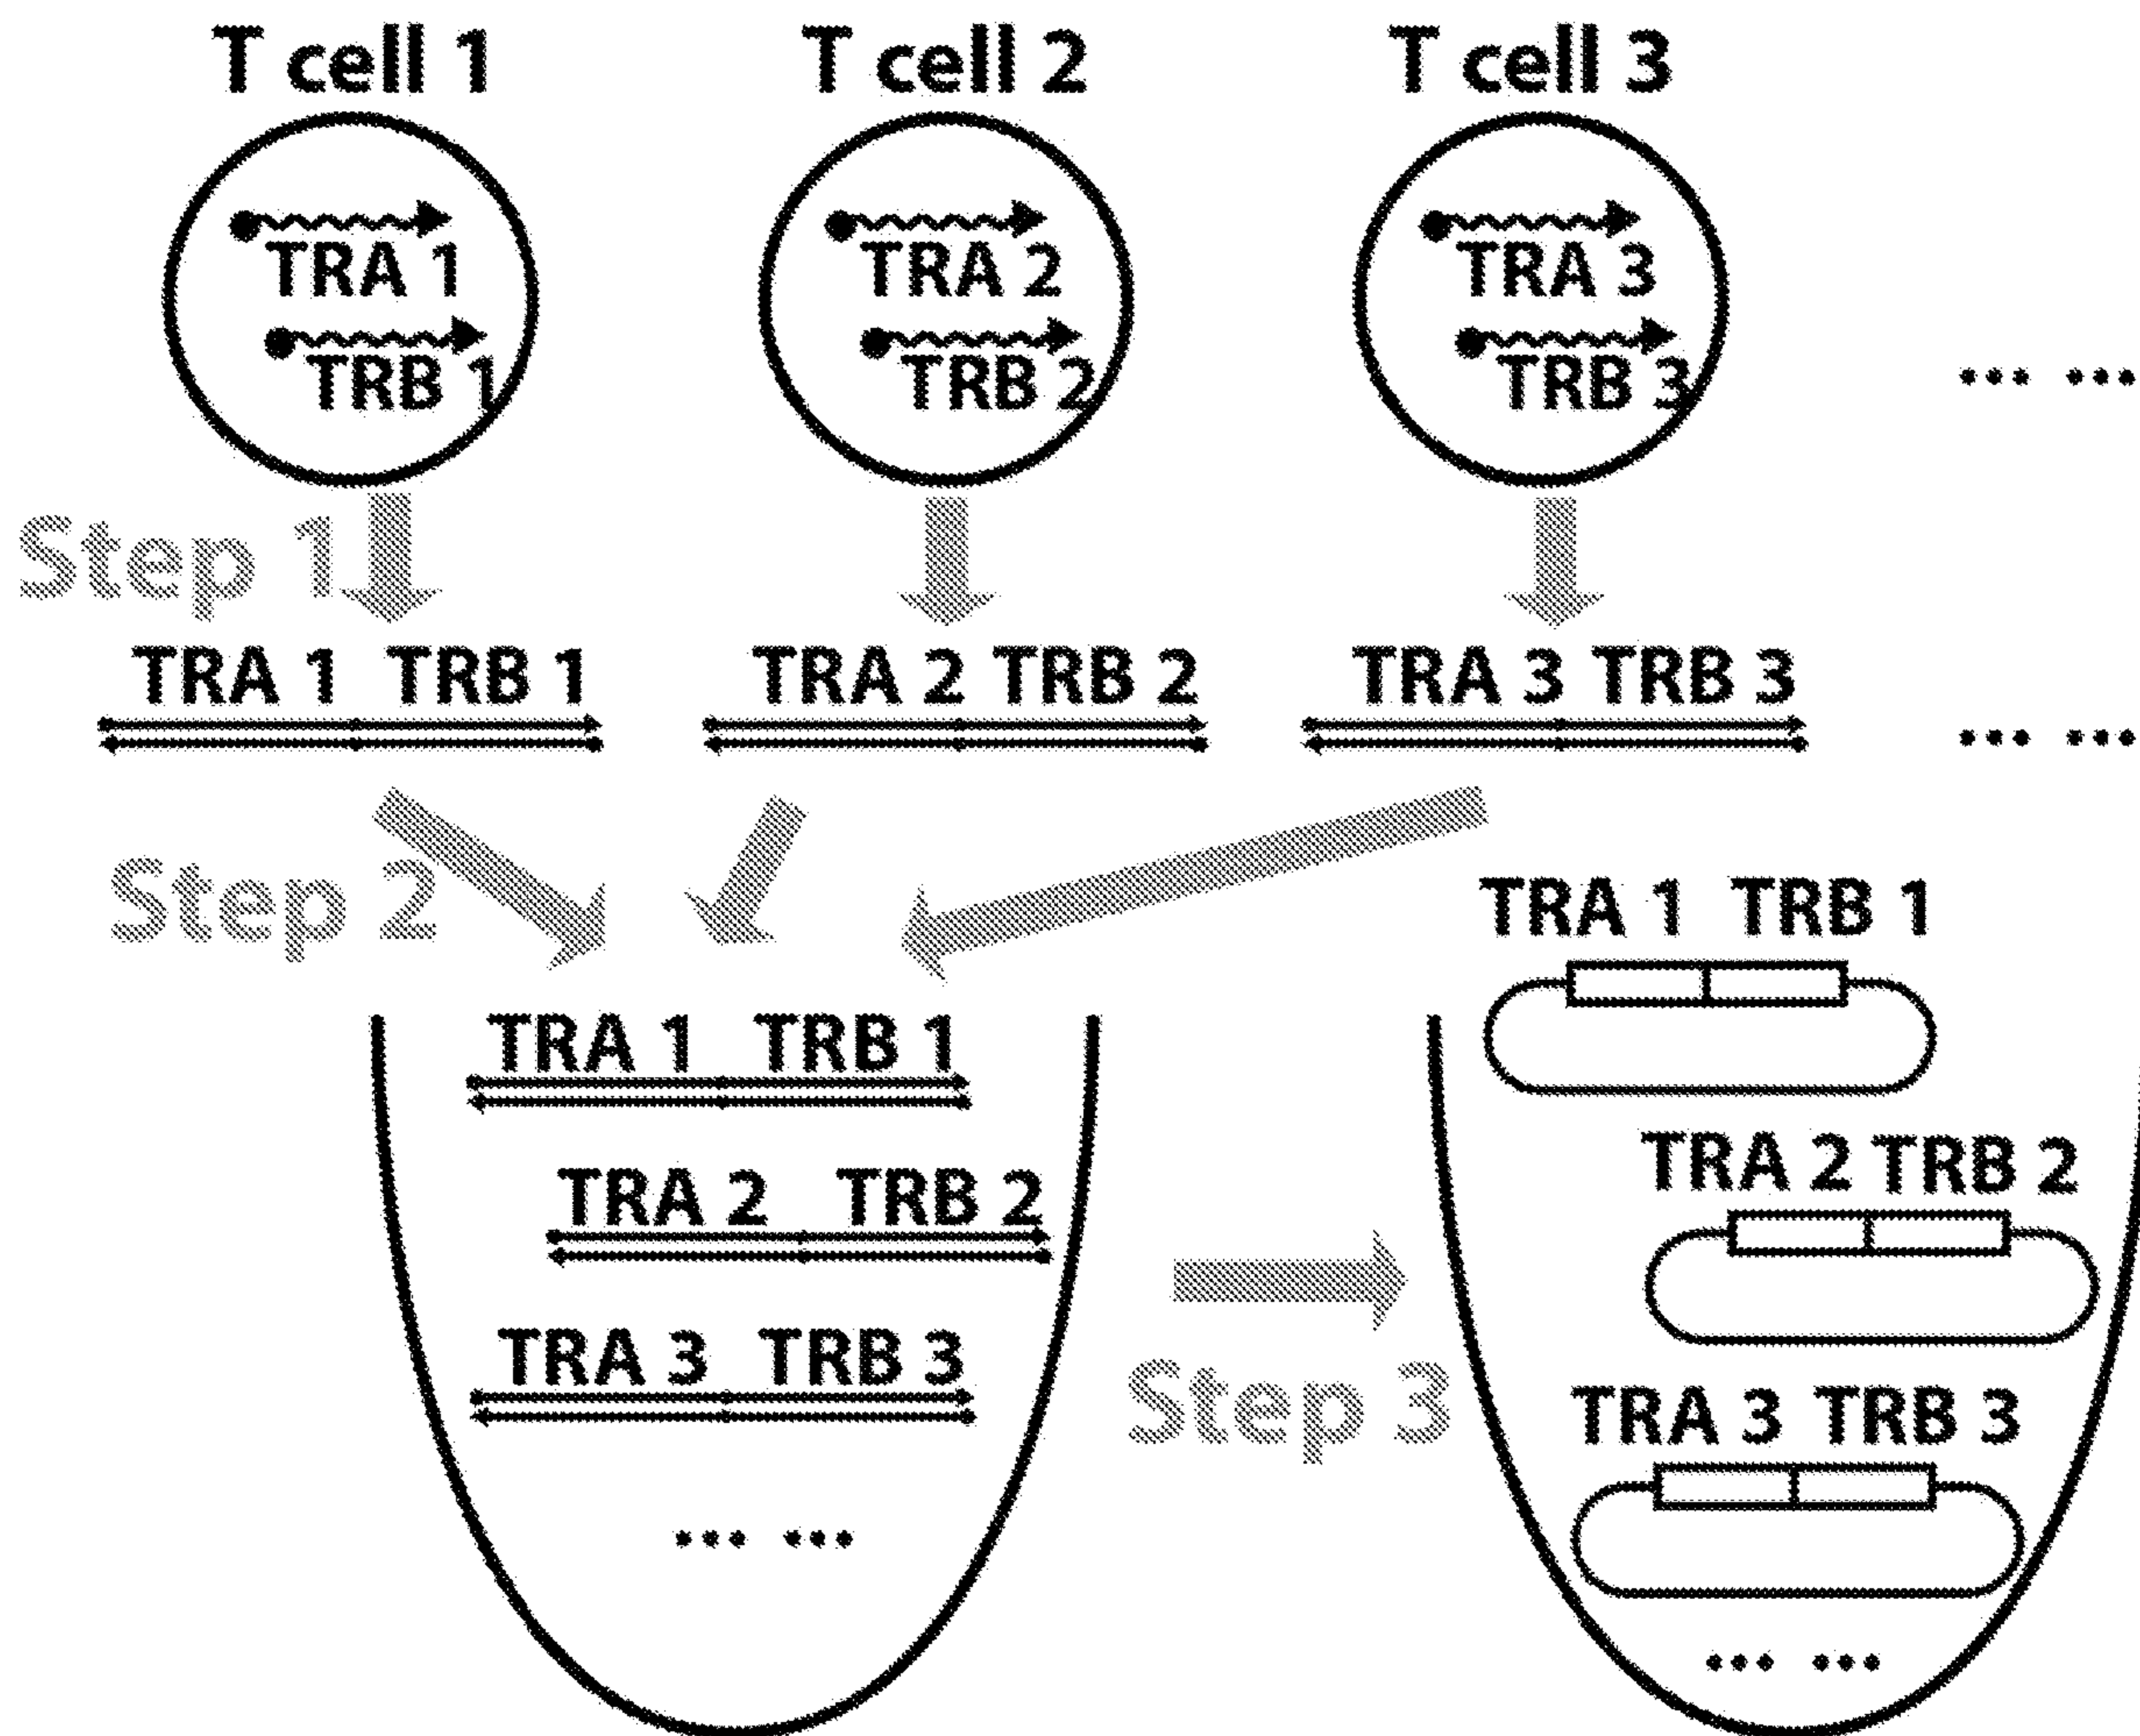 T cell 1 T cell 2 T cell 3
TRA 1 TRA 2 TRA 3
TRB 1 TRB 2 TRB 3
... ...
Step 1
TRA 1 TRB 1 TRA 2 TRB 2 TRA 3 TRB 3
... ...
Step 2
TRA 1 TRB 1
TRA 1 TRB 1
TRA 2 TRB 2
TRA 2 TRB 2
TRA 3 TRB 3
Step 3
TRA 3 TRB 3
... ...
... ...